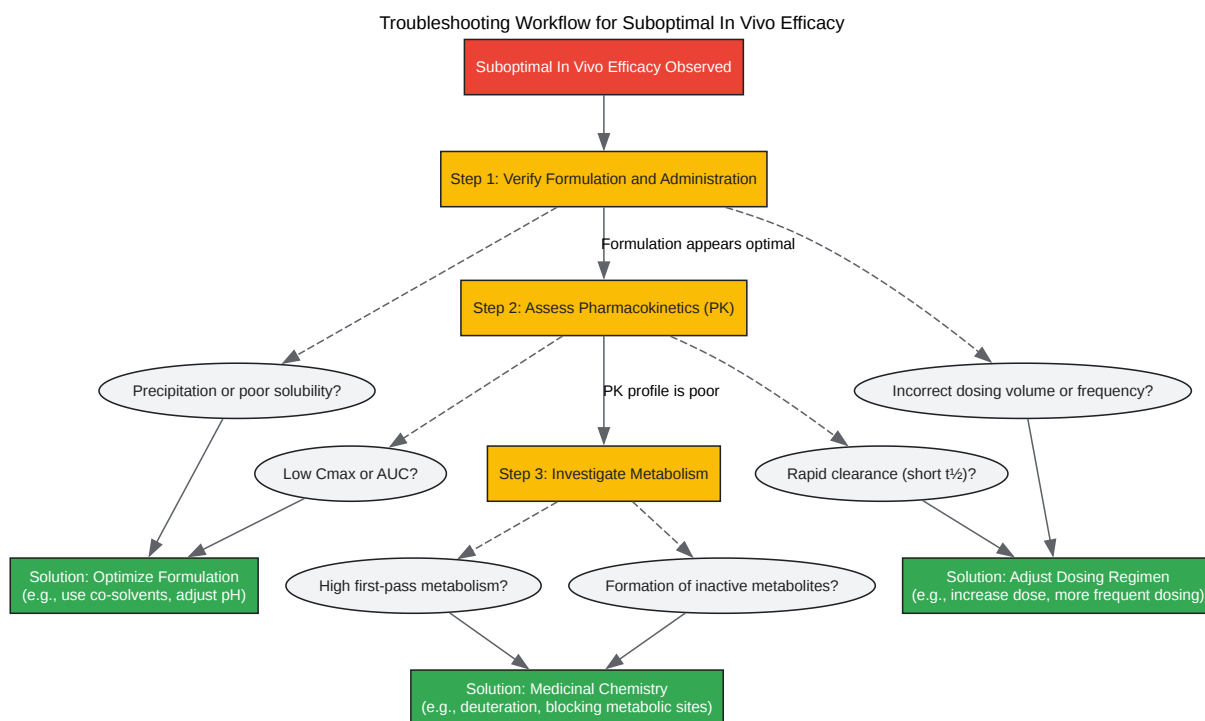 Troubleshooting Workflow for Suboptimal In Vivo Efficacy
Suboptimal In Vivo Efficacy Observed
Step 1: Verify Formulation and Administration
Formulation appears optimal
Step 2: Assess Pharmacokinetics (PK)
Precipitation or poor solubility?
PK profile is poor
Incorrect dosing volume or frequency?
Low Cmax or AUC?
Step 3: Investigate Metabolism
Rapid clearance (short t½)?
Solution: Optimize Formulation
(e.g., use co-solvents, adjust pH)
High first-pass metabolism?
Formation of inactive metabolites?
Solution: Adjust Dosing Regimen
(e.g., increase dose, more frequent dosing)
Solution: Medicinal Chemistry
(e.g., deuteration, blocking metabolic sites)